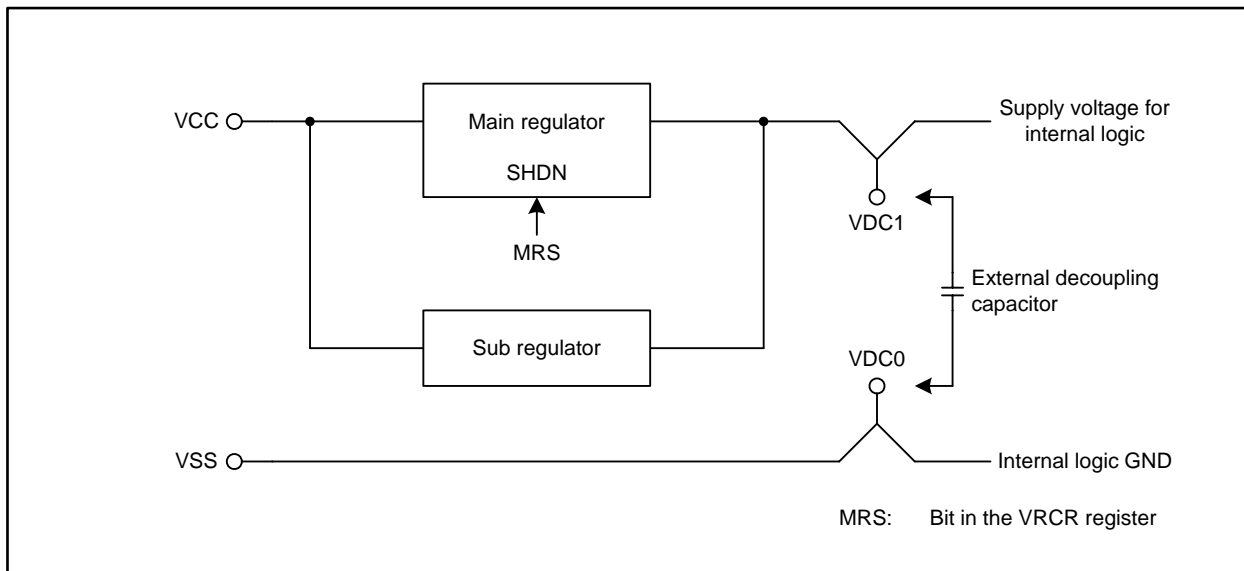 VCC
Main regulator
SHDN
MRS
Supply voltage for
internal logic
VDC1
External decoupling
capacitor
Sub regulator
VDC0
VSS
Internal logic GND
MRS: Bit in the VRCR register